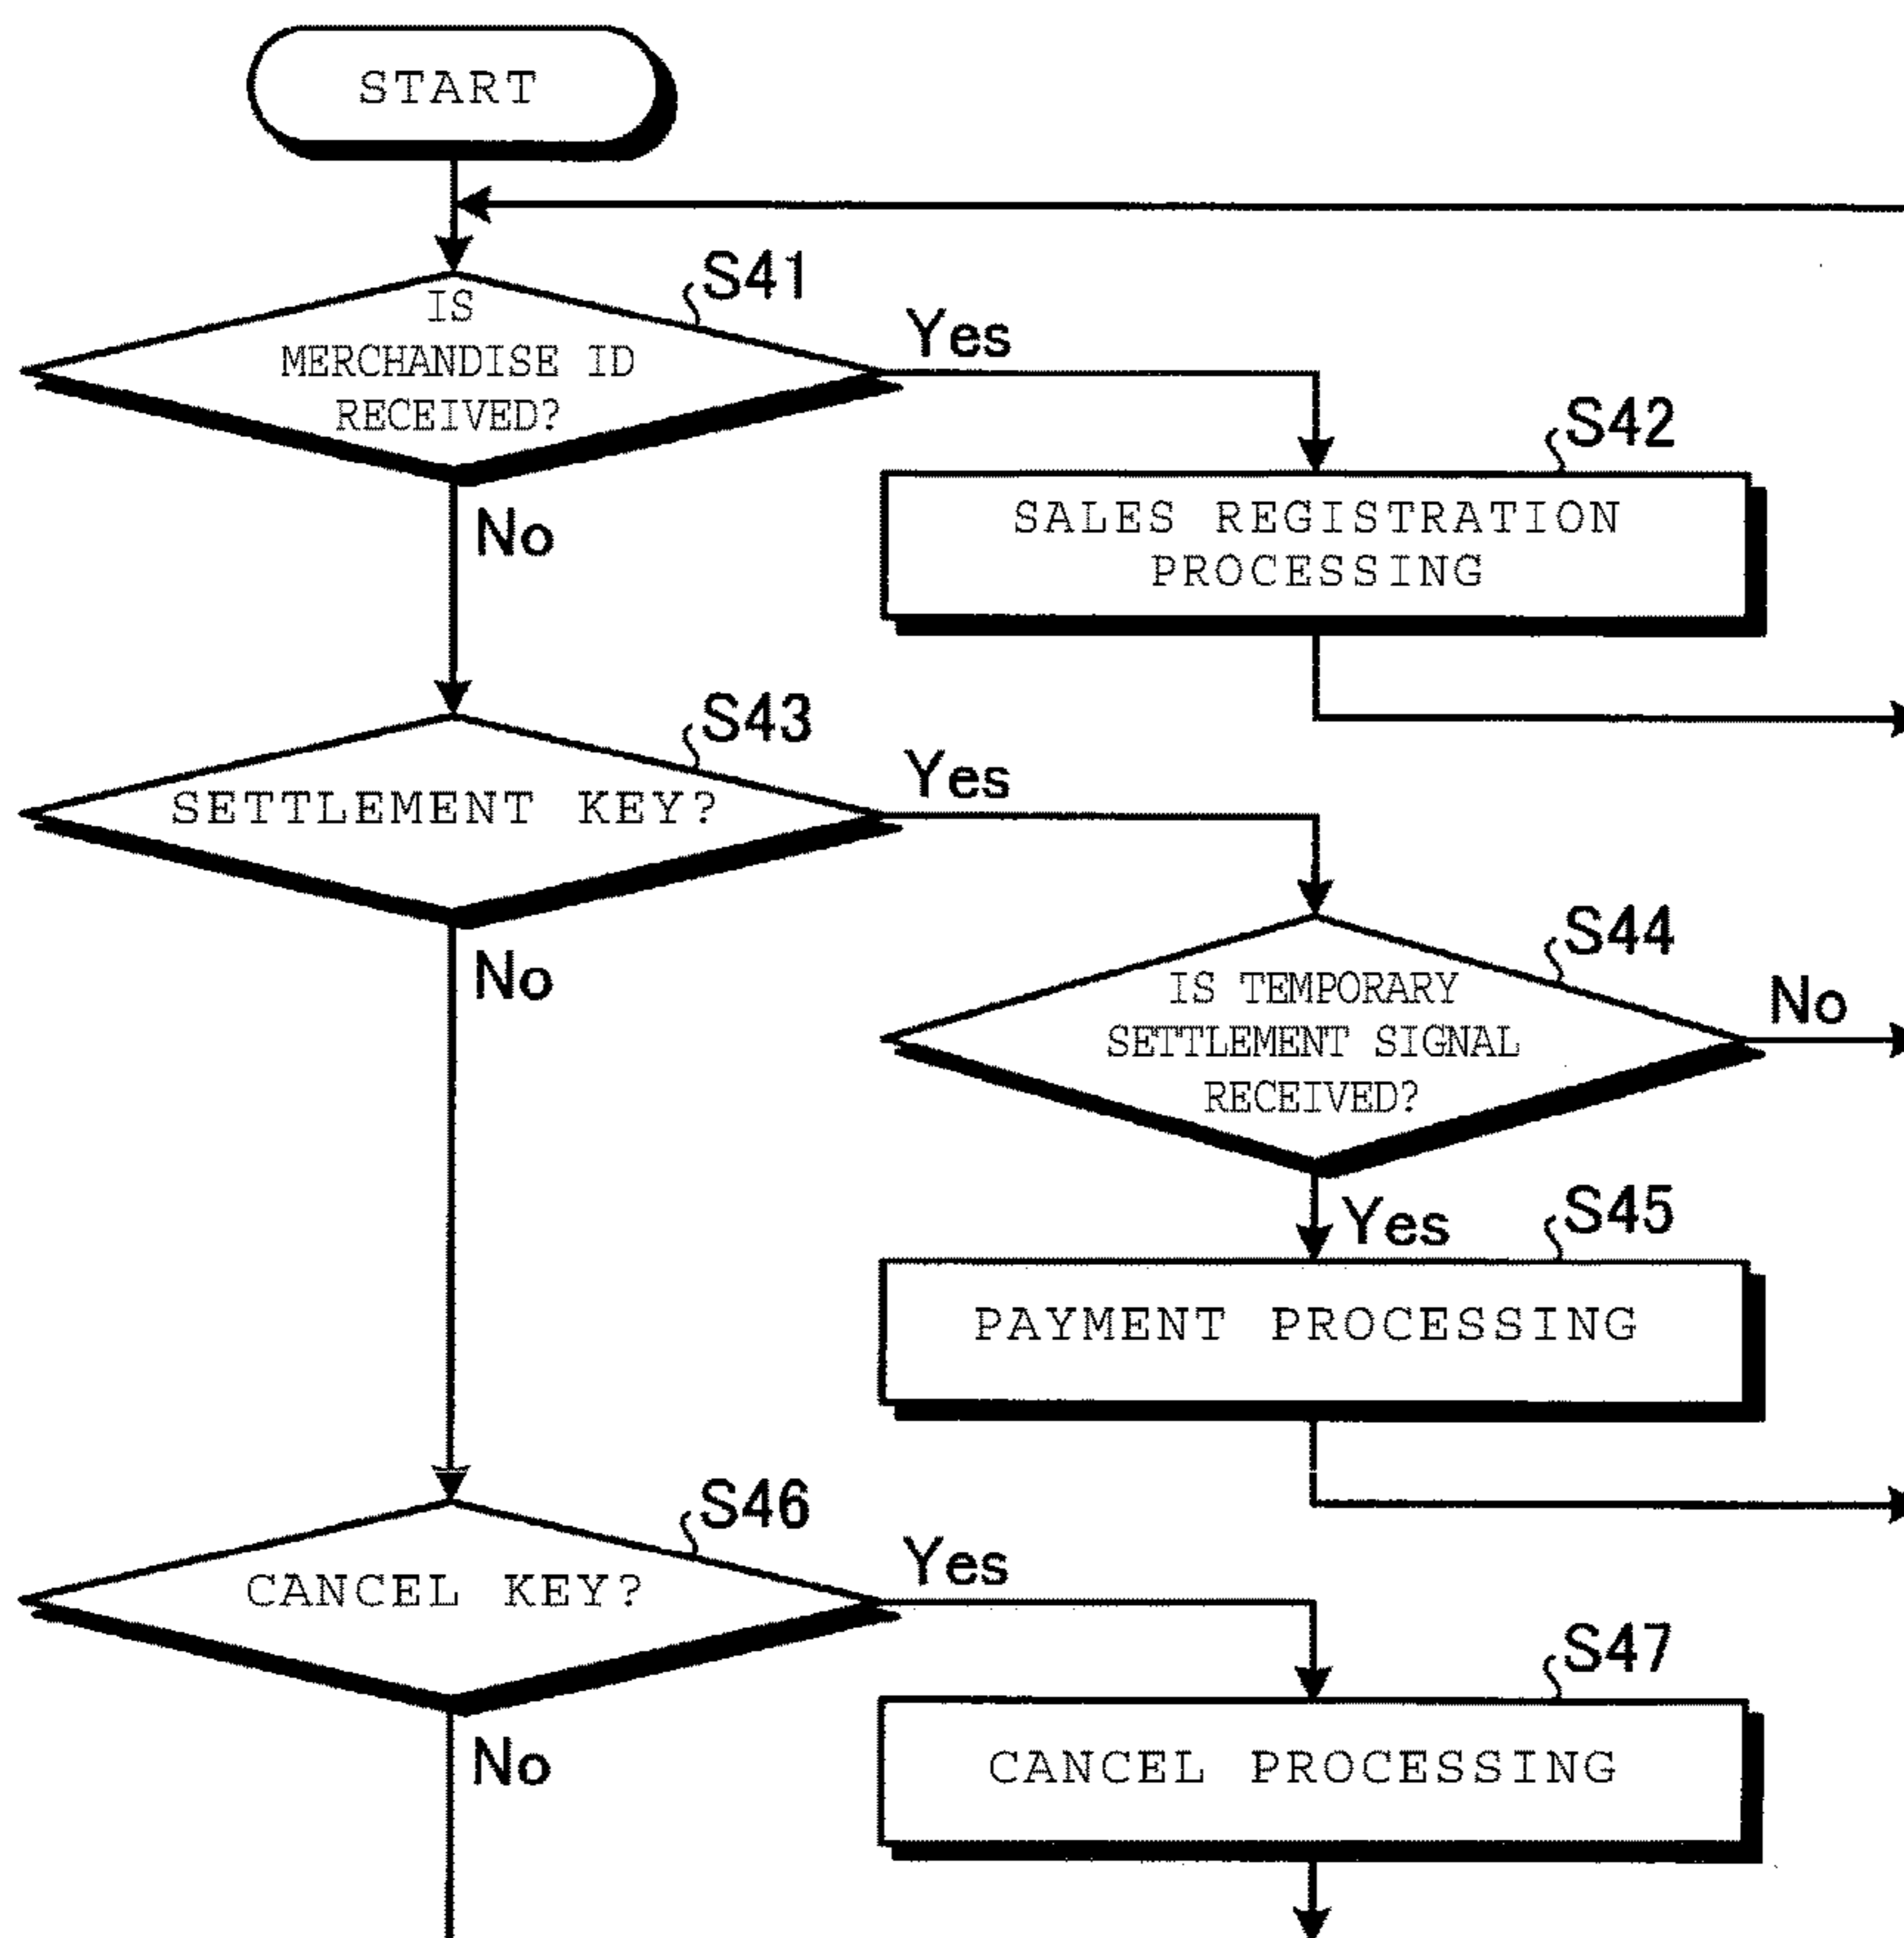 START
S41
IS
MERCHANDISE ID
RECEIVED?
Yes
S42
SALES REGISTRATION
PROCESSING
No
S43
SETTLEMENT KEY?
Yes
S44
IS TEMPORARY
SETTLEMENT SIGNAL
RECEIVED?
No
No
Yes
S45
PAYMENT PROCESSING
S46
CANCEL KEY?
Yes
S47
CANCEL PROCESSING
No